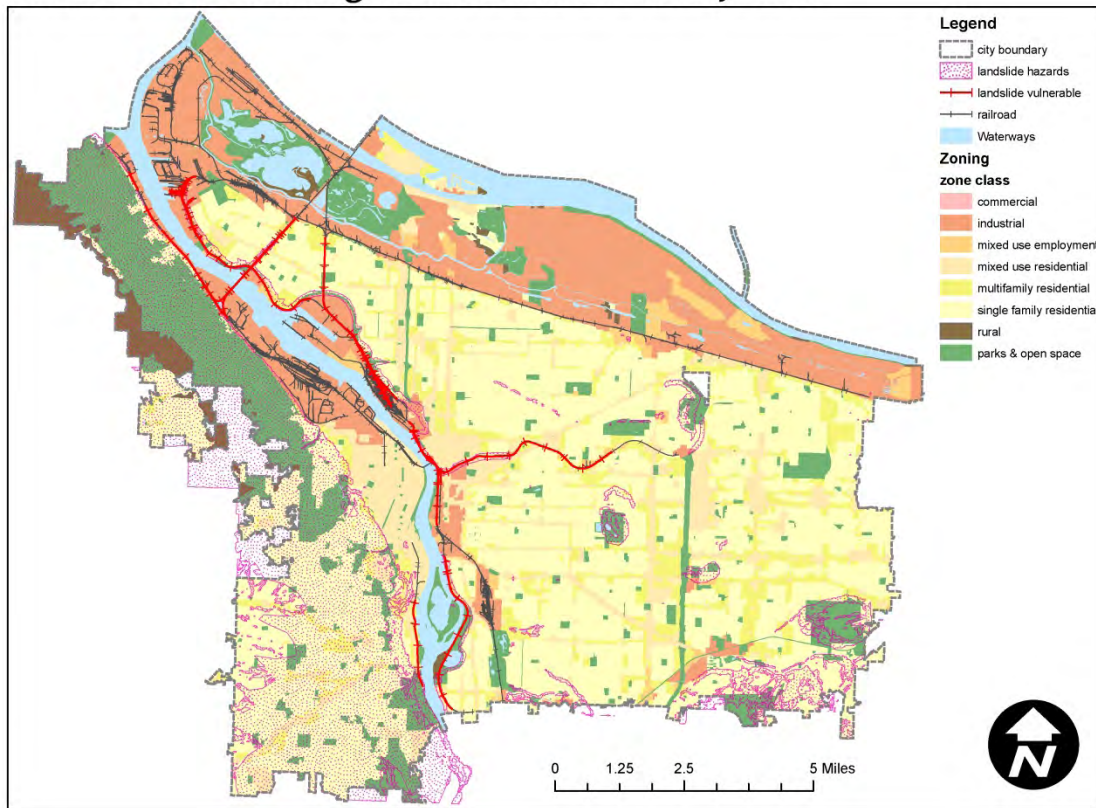 Legend
city boundary
landslide hazards
landslide vulnerable
railroad
Waterways
Zoning
zone class
commercial
industrial
mixed use employment
mixed use residential
multifamily residential
single family residential
rural
parks & open space
0 1.25 2.5 5 Miles
N